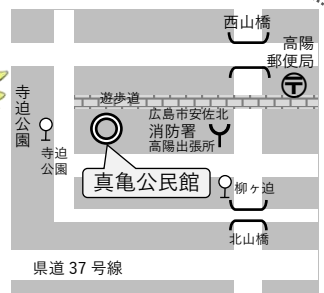 西山橋
高陽
郵便局
寺迫公園
遊歩道
広島市安佐北
消防署
高陽出張所
寺迫
公園
真亀公民館
柳ヶ迫
北山橋
県道 37 号線